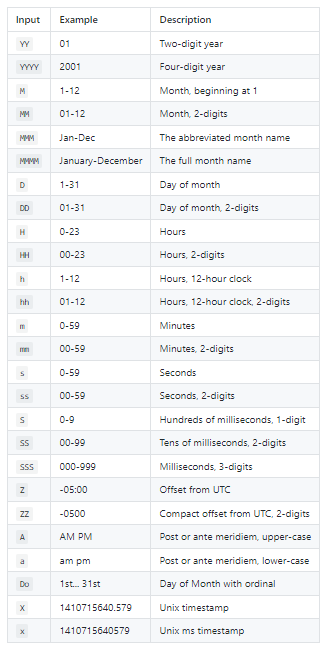 Input Example Description
YY 01 Two-digit year
YYYY 2001 Four-digit year
M 1-12 Month, beginning at 1
MM 01-12 Month, 2-digits
MMM Jan-Dec The abbreviated month name
MMMM January-December The full month name
D 1-31 Day of month
DD 01-31 Day of month, 2-digits
H 0-23 Hours
HH 00-23 Hours, 2-digits
h 1-12 Hours, 12-hour clock
hh 01-12 Hours, 12-hour clock, 2-digits
m 0-59 Minutes
mm 00-59 Minutes, 2-digits
s 0-59 Seconds
ss 00-59 Seconds, 2-digits
S 0-9 Hundreds of milliseconds, 1-digit
SS 00-99 Tens of milliseconds, 2-digits
SSS 000-999 Milliseconds, 3-digits
Z -05:00 Offset from UTC
ZZ -0500 Compact offset from UTC, 2-digits
A AM PM Post or ante meridiem, upper-case
a am pm Post or ante meridiem, lower-case
Do 1st... 31st Day of Month with ordinal
X 1410715640.579 Unix timestamp
x 1410715640579 Unix ms timestamp